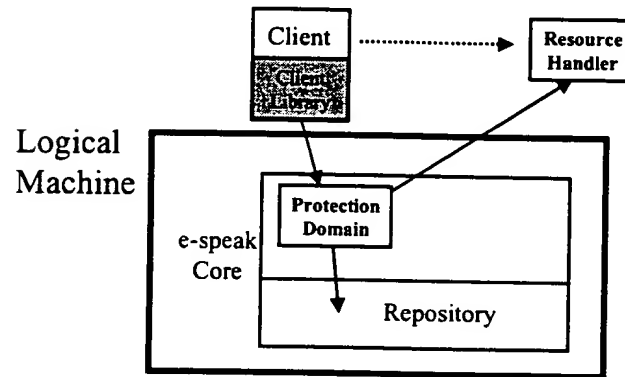 Client
Resource
Handler
Client
Library
Logical
Machine
Protection
Domain
e-speak
Core
Repository